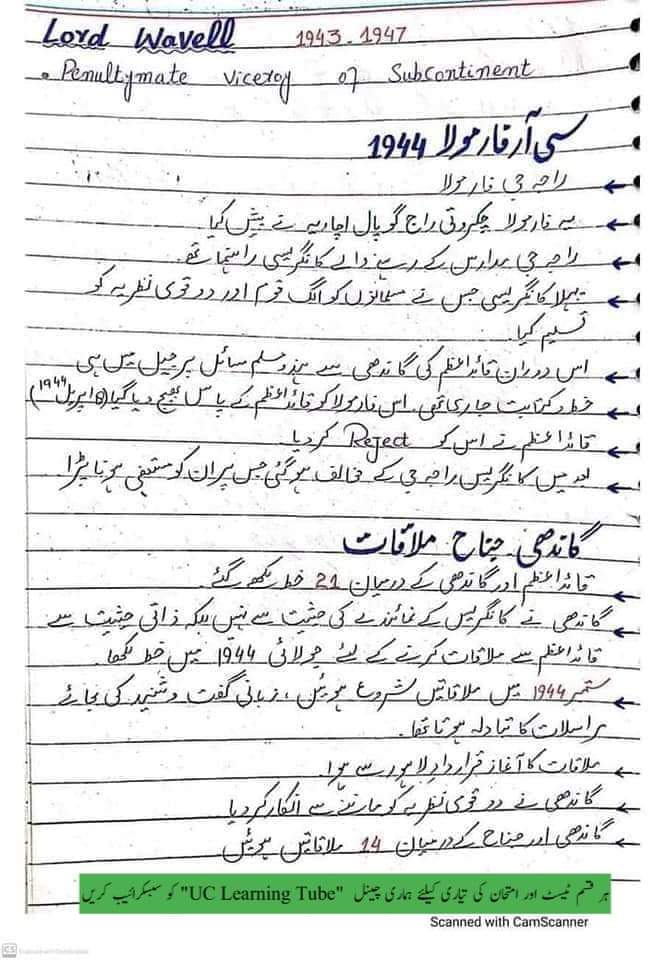 Lord Wavell 1943-1947
• Penultymate viceroy of Subcontinent
سی آر فارمولا 1944
← راجہ جی فارمولا
← یہ فارمولا چکروتی راج گوپال اچاریہ نے پیش کیا
← راجہ جی مدراس کے رہنے والے کانگریسی راہنما تھے۔
← پہلا کانگریسی جس نے مسلمانوں کو الگ قوم اور دو قومی نظریہ کو
تسلیم کیا۔
← اس دوران قائداعظم کی گاندھی سے ہندو مسلم مسائل پر جیل میں ہی
← خط و کتابت جاری تھی۔ اس فارمولا کو قائداعظم کے پاس بھیج دیا گیا (8 اپریل 1944)
← قائداعظم نے اس کو Reject کر دیا
← بعد میں کانگریس راجہ جی کے مخالف ہو گئی جس پر ان کو مستعفی ہونا پڑا
گاندھی جناح ملاقات
← قائداعظم اور گاندھی کے درمیان 21 خط لکھے گئے۔
← گاندھی نے کانگریس کے نمائندے کی حثیت سے نہیں بلکہ ذاتی حثیت سے
قائداعظم سے ملاقات کرنے کے لئے جولائی 1944 میں خط لکھا۔
← ستمبر 1944 میں ملاقاتیں شروع ہوئیں، زبانی گفت و شنید کی بجائے
مراسلات کا تبادلہ ہوتا تھا۔
← ملاقات کا آغاز قرارداد لاہور سے ہوا۔
← گاندھی نے دو قومی نظریہ کو ماننے سے انکار کر دیا
← گاندھی اور جناح کے درمیان 14 ملاقاتیں ہوئیں
ہر قسم ٹیسٹ اور امتحان کی تیاری کیلئے ہماری چینل "UC Learning Tube" کو سبسکرائیب کریں
Scanned with CamScanner
CS Scanned with CamScanner